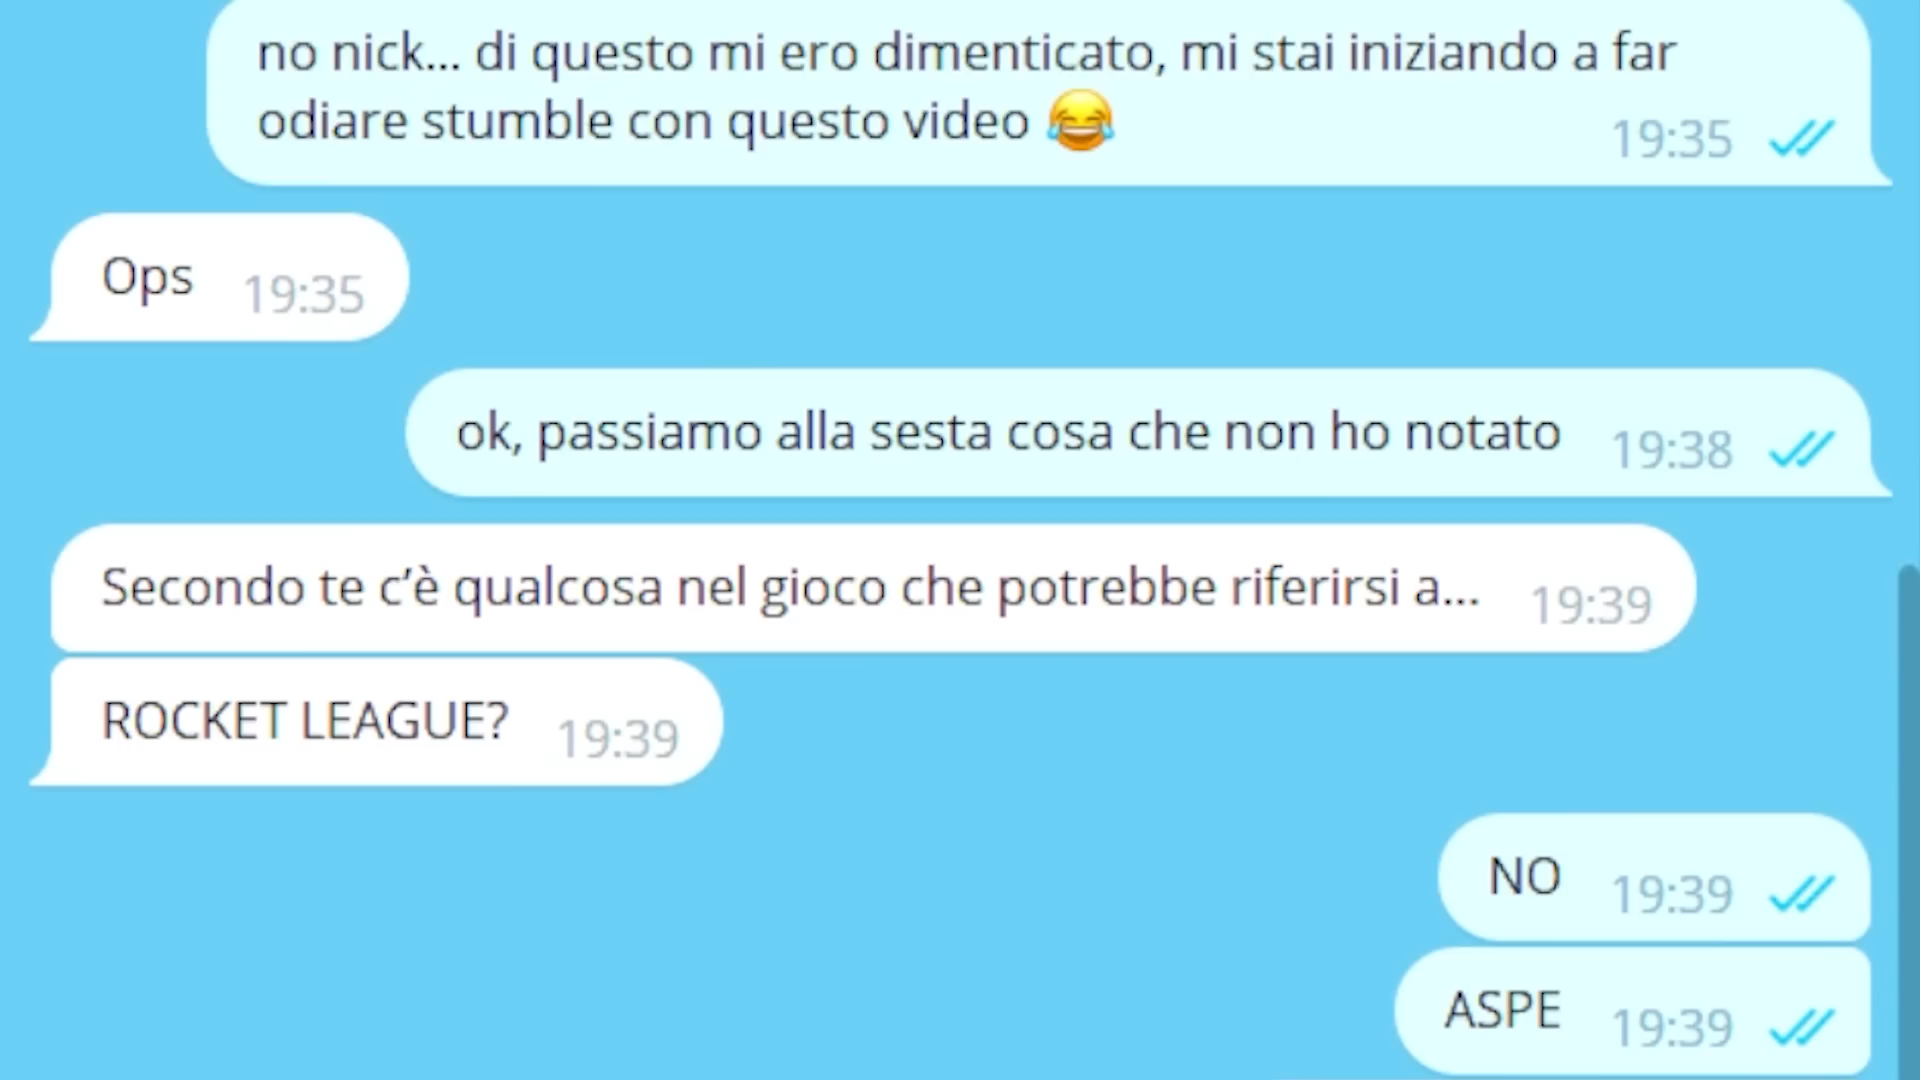 no nick... di questo mi ero dimenticato, mi stai iniziando a far
odiare stumble con questo video 😂
19:35
Ops 19:35
ok, passiamo alla sesta cosa che non ho notato 19:38
Secondo te c’è qualcosa nel gioco che potrebbe riferirsi a... 19:39
ROCKET LEAGUE? 19:39
NO 19:39
ASPE 19:39